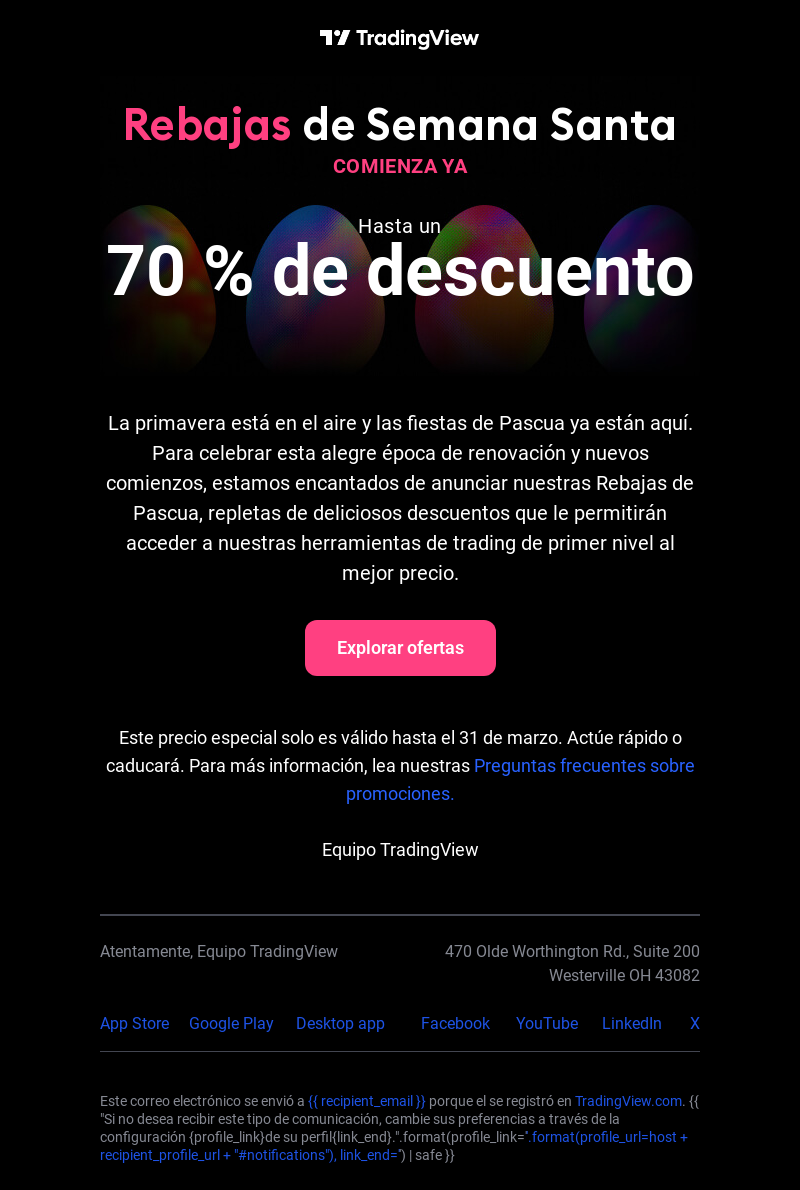 TradingView
Rebajas de Semana Santa
COMIENZA YA
Hasta un
70 % de descuento
La primavera está en el aire y las fiestas de Pascua ya están aquí.
Para celebrar esta alegre época de renovación y nuevos
comienzos, estamos encantados de anunciar nuestras Rebajas de
Pascua, repletas de deliciosos descuentos que le permitirán
acceder a nuestras herramientas de trading de primer nivel al
mejor precio.
Explorar ofertas
Este precio especial solo es válido hasta el 31 de marzo. Actúe rápido o
caducará. Para más información, lea nuestras Preguntas frecuentes sobre
promociones.
Equipo TradingView
Atentamente, Equipo TradingView
470 Olde Worthington Rd., Suite 200
Westerville OH 43082
App Store Google Play Desktop app Facebook YouTube LinkedIn X
Este correo electrónico se envió a {{ recipient_email }} porque el se registró en TradingView.com. {{
"Si no desea recibir este tipo de comunicación, cambie sus preferencias a través de la
configuración {profile_link}de su perfil{link_end}.".format(profile_link='.format(profile_url=host +
recipient_profile_url + "#notifications"), link_end='') | safe }}